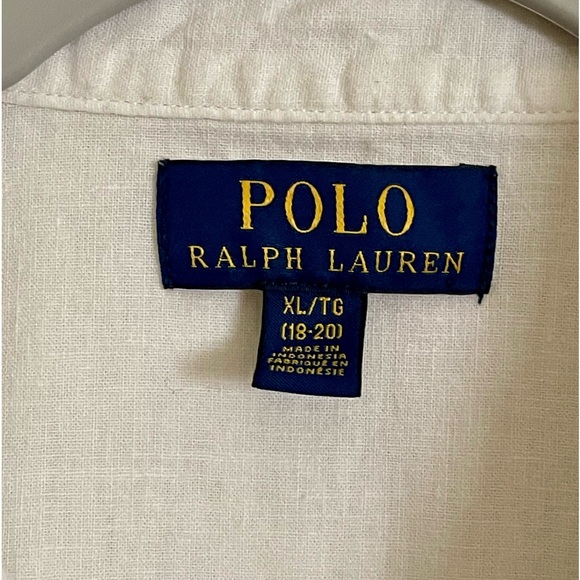 POLO
RALPH LAUREN
XL/TG
(18-20)
MADE IN
INDONESIA
FABRIQUÉ EN
INDONÉSIE